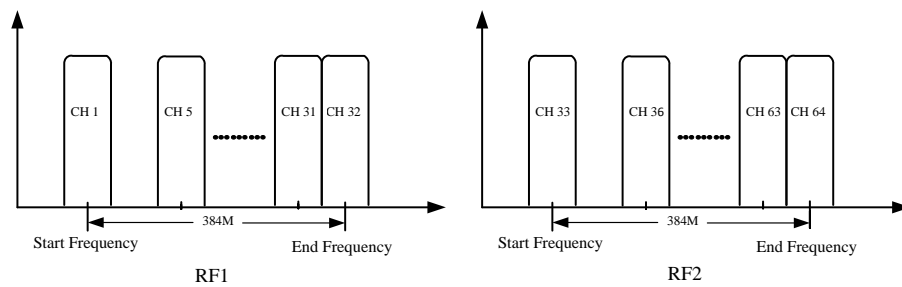 CH 1
CH 5
CH 31
CH 32
384M
Start Frequency
End Frequency
RF1
CH 33
CH 36
CH 63
CH 64
384M
Start Frequency
End Frequency
RF2